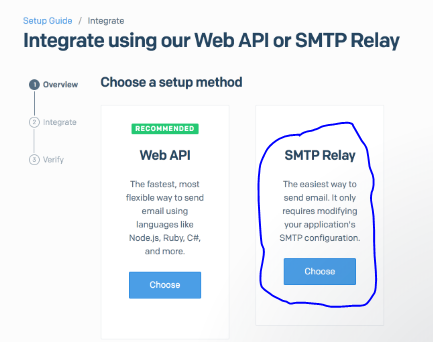 Setup Guide / Integrate
Integrate using our Web API or SMTP Relay
1 Overview
2 Integrate
3 Verify
Choose a setup method
RECOMMENDED
Web API
The fastest, most
flexible way to send
email using
languages like
Node.js, Ruby, C#,
and more.
Choose
SMTP Relay
The easiest way to
send email. It only
requires modifying
your application's
SMTP configuration.
Choose